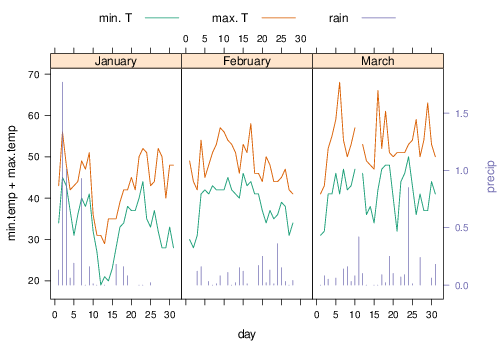 min. T max. T rain
0 5 10 15 20 25 30
January February March
70
60
50
40
30
20
min.temp + max.temp
1.5
1.0
0.5
0.0
precip
0 5 10 15 20 25 30 0 5 10 15 20 25 30
day